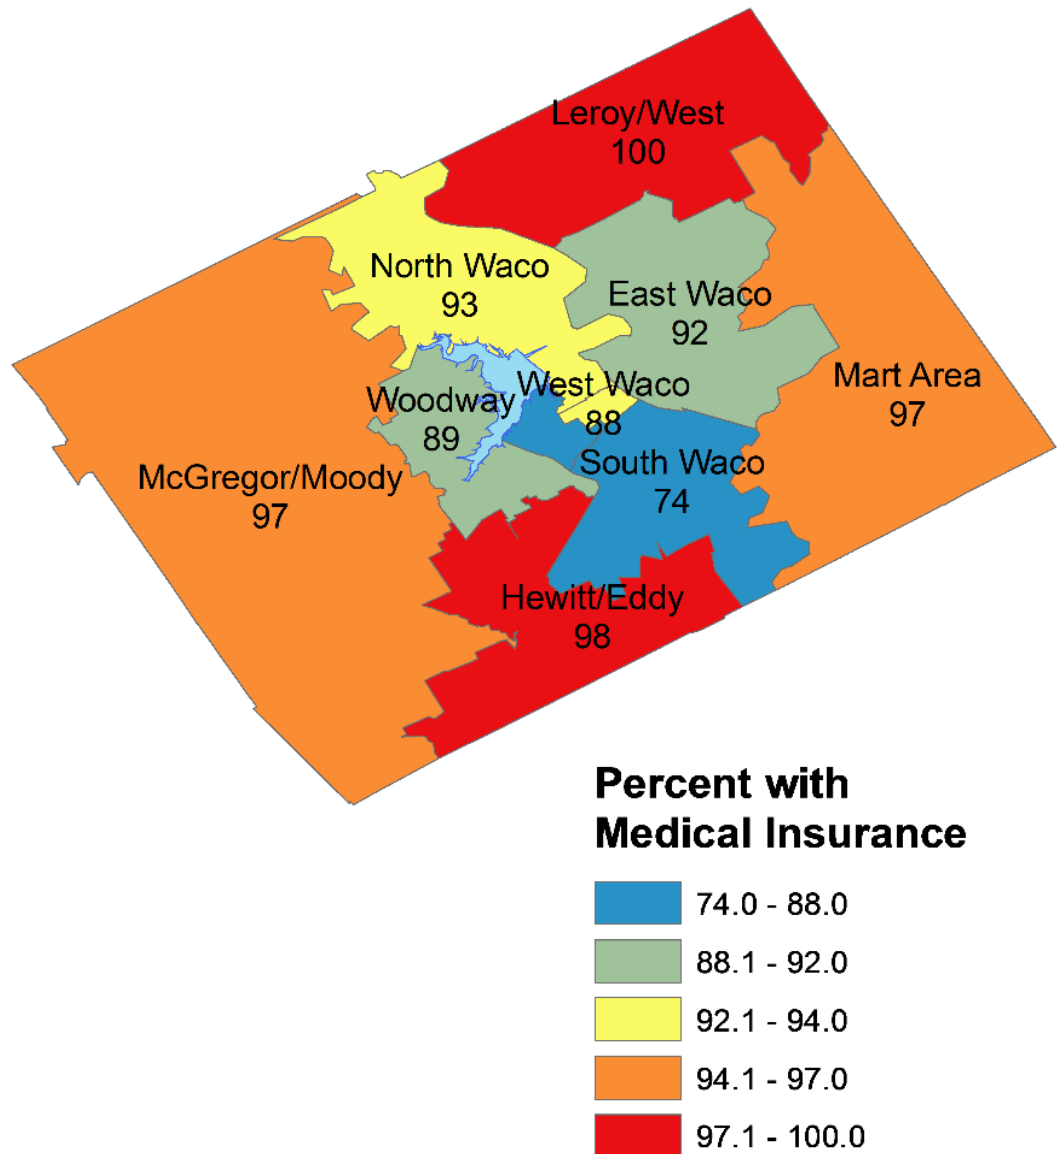 Leroy/West
100
North Waco
93
East Waco
92
Mart Area
97
West Waco
88
Woodway
89
South Waco
74
McGregor/Moody
97
Hewitt/Eddy
98
Percent with
Medical Insurance
74.0 - 88.0
88.1 - 92.0
92.1 - 94.0
94.1 - 97.0
97.1 - 100.0